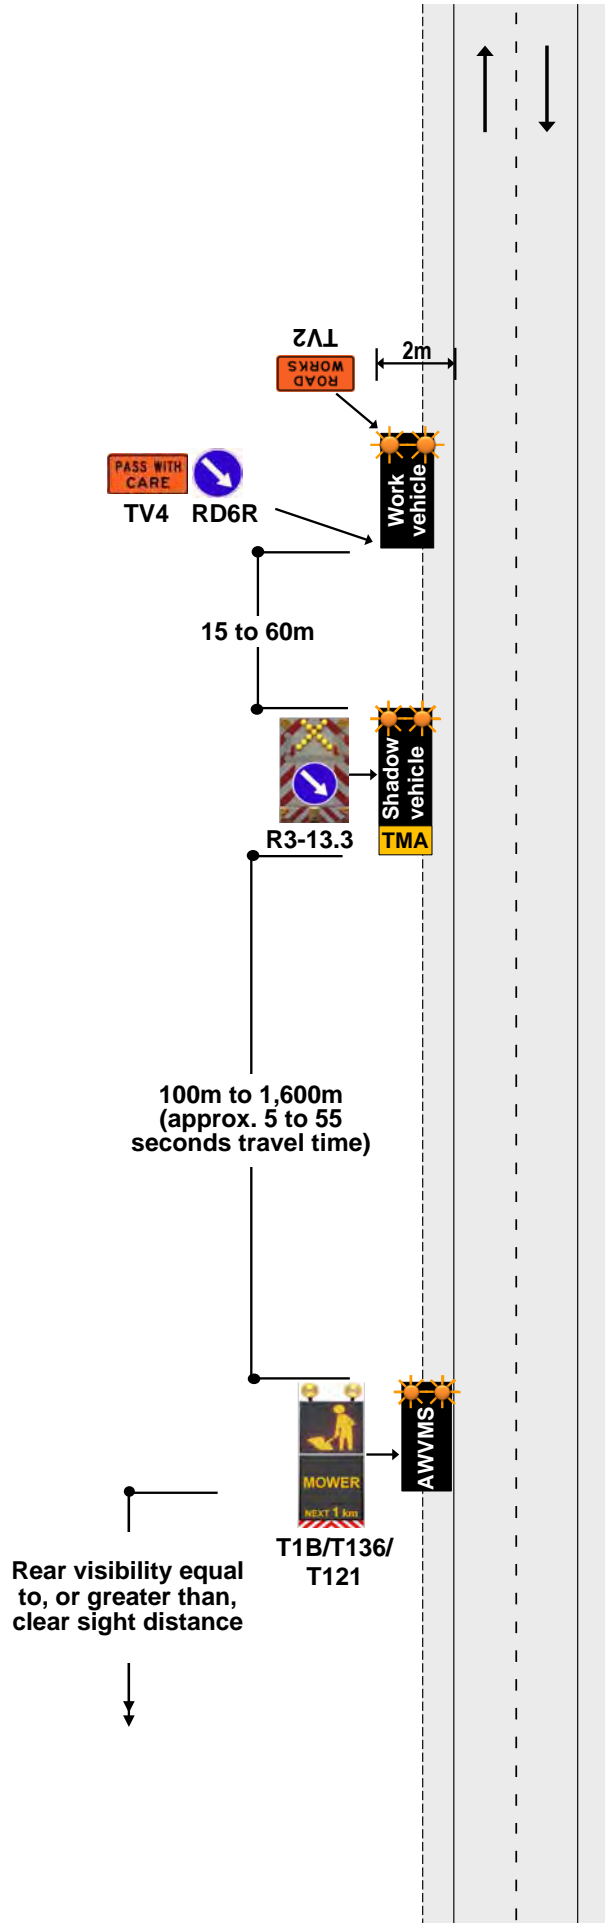 TV2
ROAD
WORKS
2m
PASS WITH
CARE
TV4 RD6R
Work
vehicle
15 to 60m
Shadow
vehicle
TMA
R3-13.3
100m to 1,600m
(approx. 5 to 55
seconds travel time)
MOWER
NEXT 1 km
AWVMS
T1B/T136/
T121
Rear visibility equal
to, or greater than,
clear sight distance